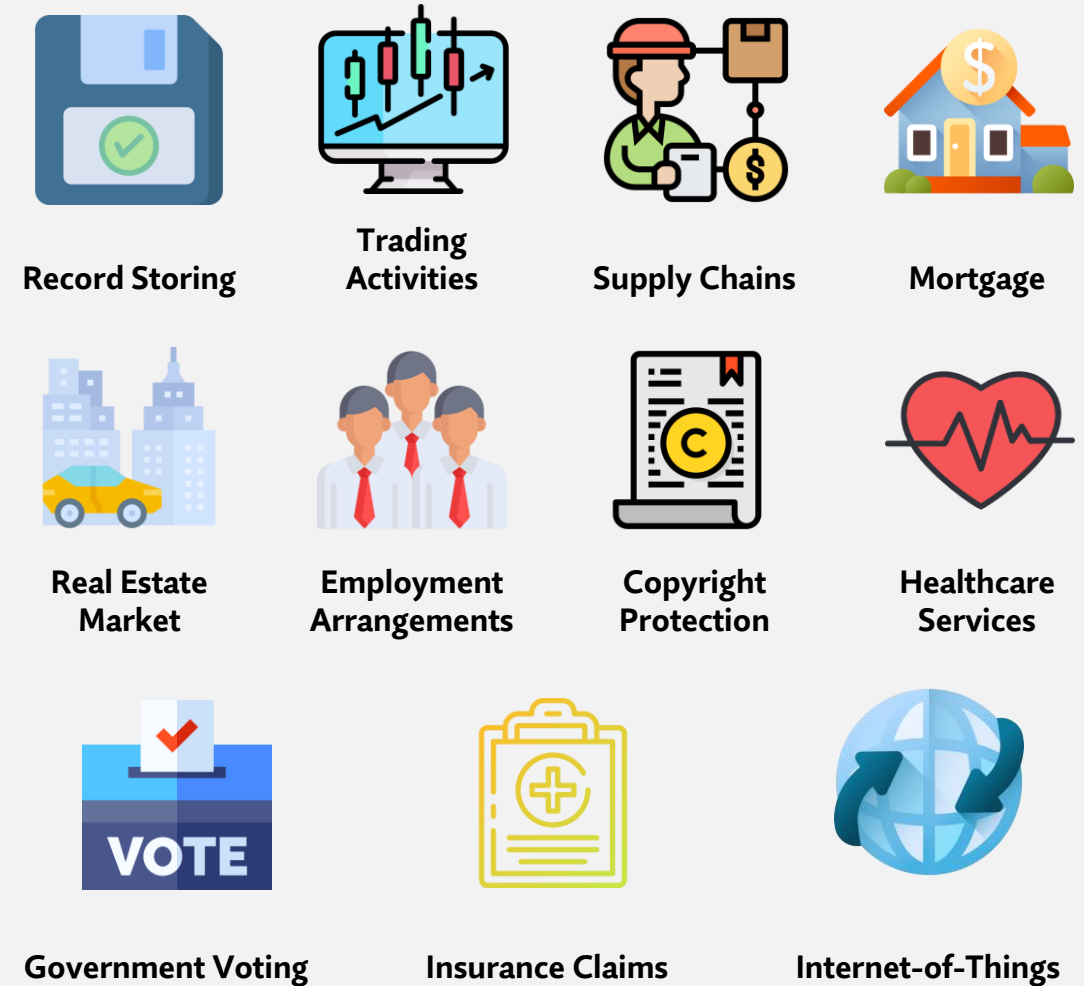 Record Storing
Trading
Activities
Supply Chains
$
$
Mortgage
Real Estate
Market
Employment
Arrangements
C
Copyright
Protection
Healthcare
Services
VOTE
Government Voting
Insurance Claims
Internet-of-Things